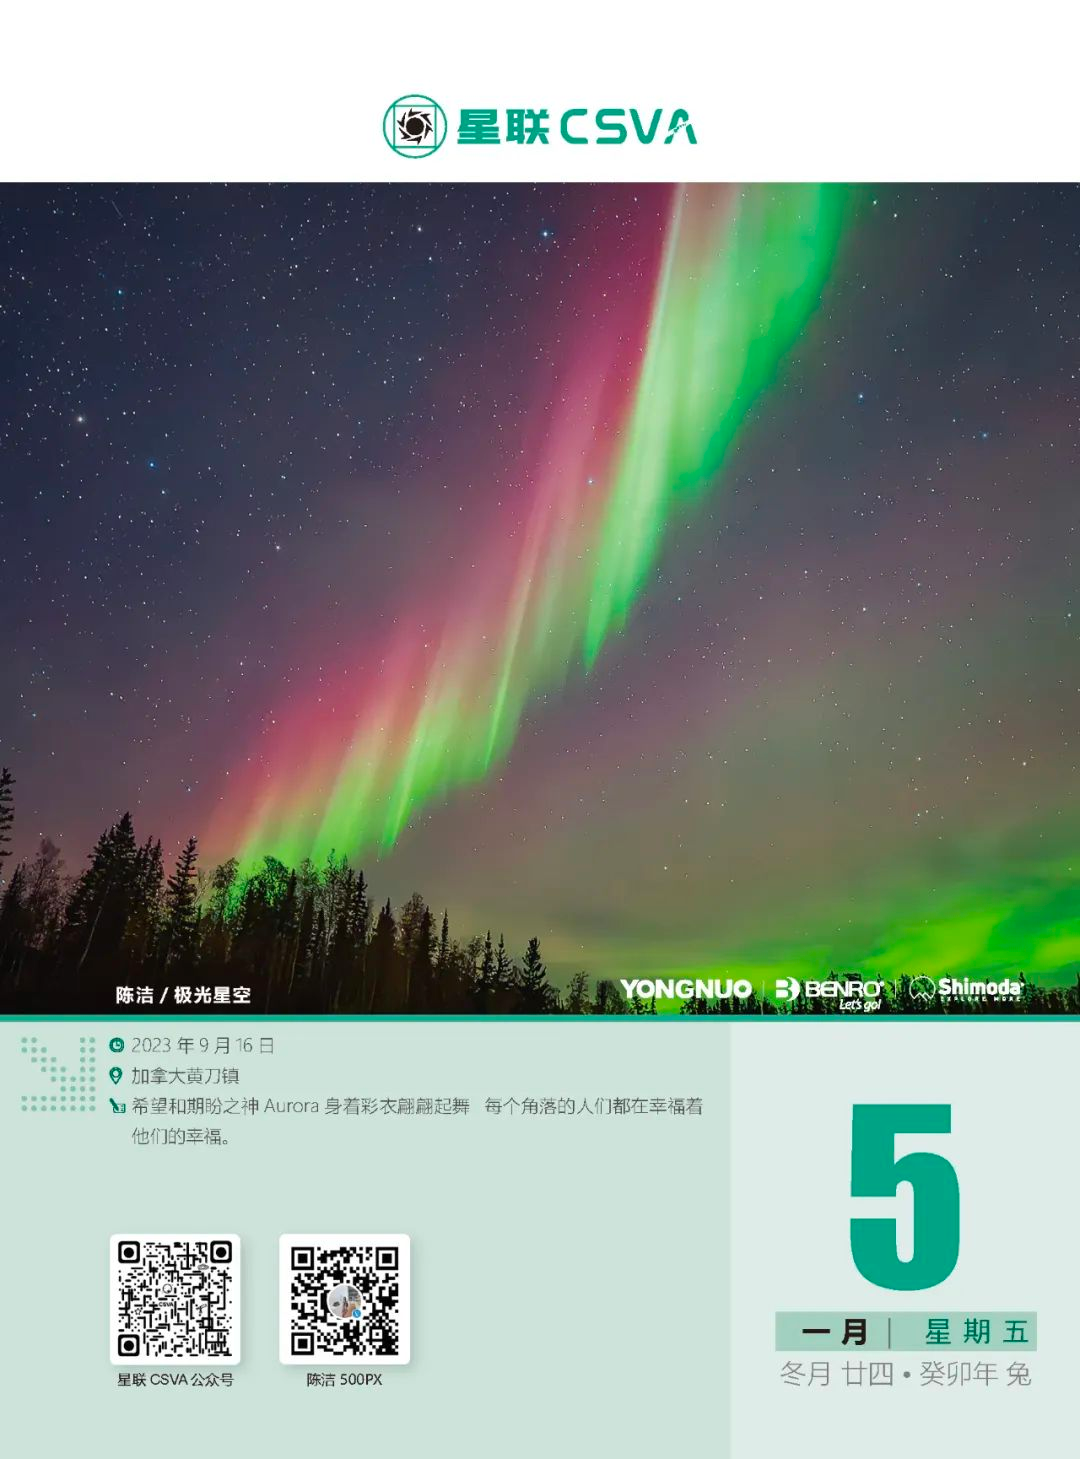 星联CSVA
陈洁 / 极光星空
YONGNUO
BENRO
Let's go!
Shimoda
EXPLORE MORE
2023 年 9 月 16 日
加拿大黄刀镇
希望和期盼之神 Aurora 身着彩衣翩翩起舞 每个角落的人们都在幸福着
他们的幸福。
CSVA
星联 CSVA 公众号
陈洁 500PX
5
一月 | 星期五
冬月 廿四 • 癸卯年 兔